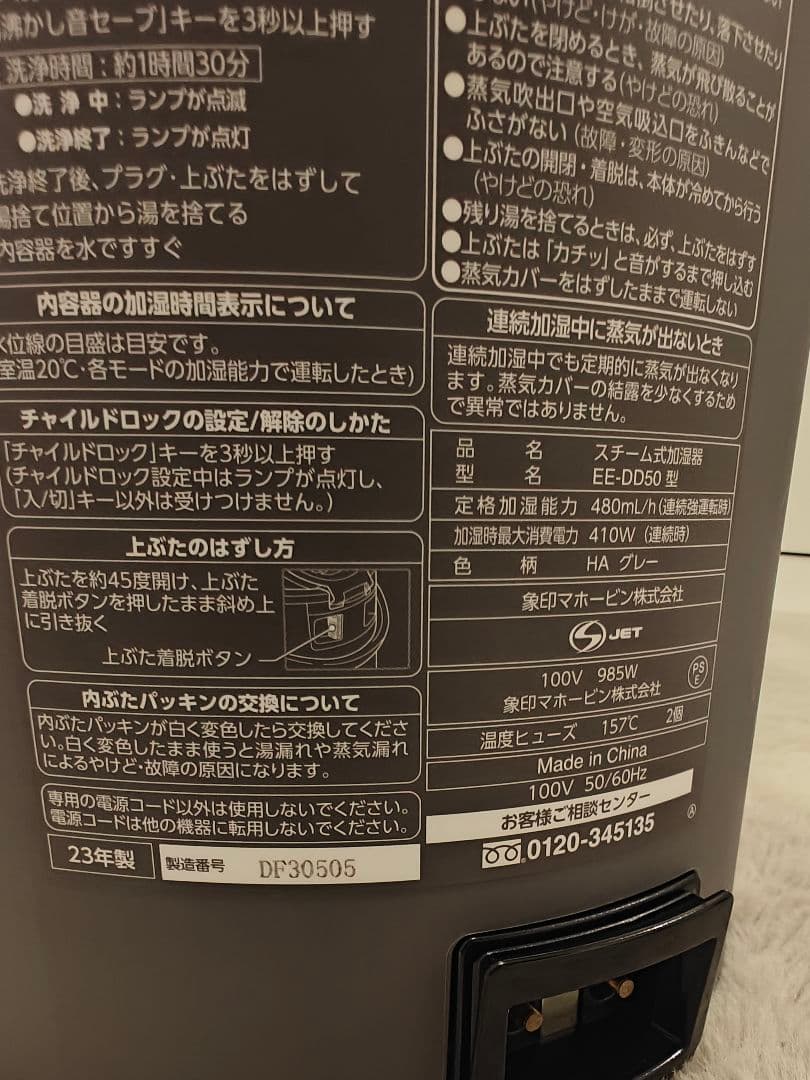 沸かし音セーブ」キーを3秒以上押す
洗浄時間：約1時間30分
●洗浄中：ランプが点滅
●洗浄終了：ランプが点灯
洗浄終了後、プラグ・上ぶたをはずして
湯捨て位置から湯を捨てる
内容器を水ですすぐ
内容器の加湿時間表示について
水位線の目盛は目安です。
室温20℃・各モードの加湿能力で運転したとき)
チャイルドロックの設定/解除のしかた
「チャイルドロック」キーを3秒以上押す
(チャイルドロック設定中はランプが点灯し、
「入/切」キー以外は受けつけません。)
上ぶたのはずし方
上ぶたを約45度開け、上ぶた
着脱ボタンを押したまま斜め上
に引き抜く
上ぶた着脱ボタン
内ぶたパッキンの交換について
内ぶたパッキンが白く変色したら交換してくださ
い。白く変色したまま使うと湯漏れや蒸気漏れ
によるやけど・故障の原因になります。
専用の電源コード以外は使用しないでください。
電源コードは他の機器に転用しないでください。
23年製
製造番号 DF30505
させたり、落下させたり
しない(やけど・けが・故障の原因)
●上ぶたを閉めるとき、蒸気が飛び散ることが
あるので注意する(やけどの恐れ)
●蒸気吹出口や空気吸込口をふきんなどで
ふさがない(故障・変形の原因)
●上ぶたの開閉・着脱は、本体が冷めてから行う
(やけどの恐れ)
●残り湯を捨てるときは、必ず、上ぶたをはずす
●上ぶたは「カチッ」と音がするまで押し込む
●蒸気カバーをはずしたままで運転しない
連続加湿中に蒸気が出ないとき
連続加湿中でも定期的に蒸気が出なくなり
ます。蒸気カバーの結露を少なくするため
で異常ではありません。
品名 スチーム式加湿器
型名 EE-DD50型
定格加湿能力 480mL/h(連続強運転時)
加湿時最大消費電力 410W (連続時)
色柄 HA グレー
象印マホービン株式会社
S JET
100V 985W
象印マホービン株式会社
PS
E
温度ヒューズ 157℃ 2個
Made in China
100V 50/60Hz
お客様ご相談センター
0120-345135
Ⓐ